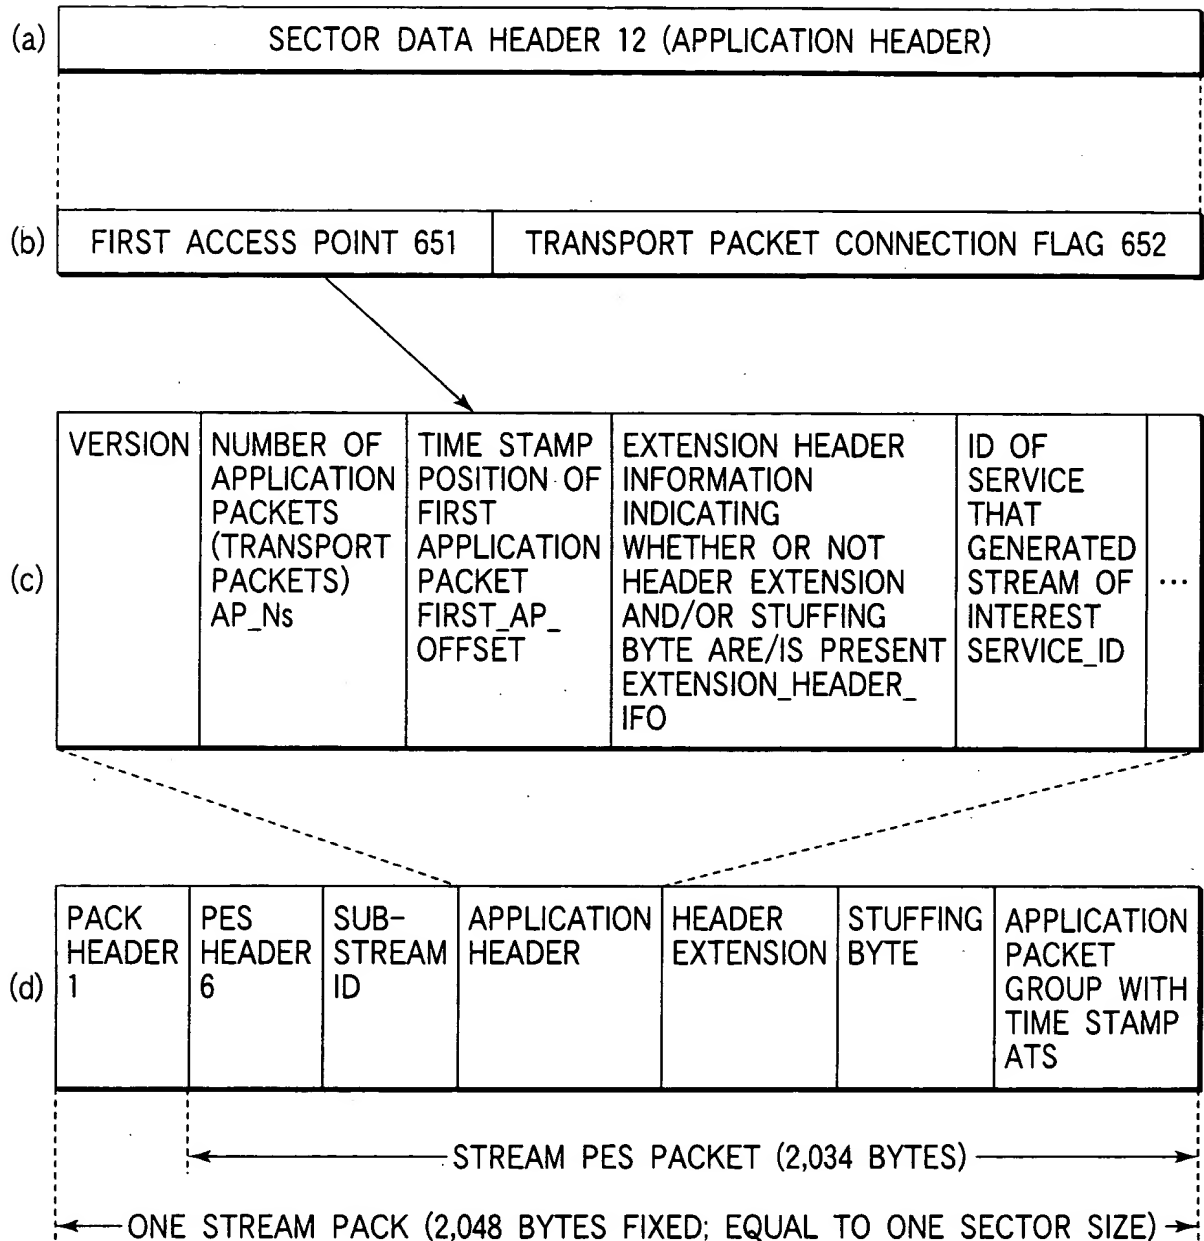 (a) SECTOR DATA HEADER 12 (APPLICATION HEADER)
(b) FIRST ACCESS POINT 651 TRANSPORT PACKET CONNECTION FLAG 652
(c)
VERSION
NUMBER OF
APPLICATION
PACKETS
(TRANSPORT
PACKETS)
AP_Ns
TIME STAMP
POSITION OF
FIRST
APPLICATION
PACKET
FIRST_AP_
OFFSET
EXTENSION HEADER
INFORMATION
INDICATING
WHETHER OR NOT
HEADER EXTENSION
AND/OR STUFFING
BYTE ARE/IS PRESENT
EXTENSION_HEADER_
IFO
ID OF
SERVICE
THAT
GENERATED
STREAM OF
INTEREST
SERVICE_ID
...
(d)
PACK
HEADER
1
PES
HEADER
6
SUB-
STREAM
ID
APPLICATION
HEADER
HEADER
EXTENSION
STUFFING
BYTE
APPLICATION
PACKET
GROUP WITH
TIME STAMP
ATS
STREAM PES PACKET (2,034 BYTES)
ONE STREAM PACK (2,048 BYTES FIXED; EQUAL TO ONE SECTOR SIZE)